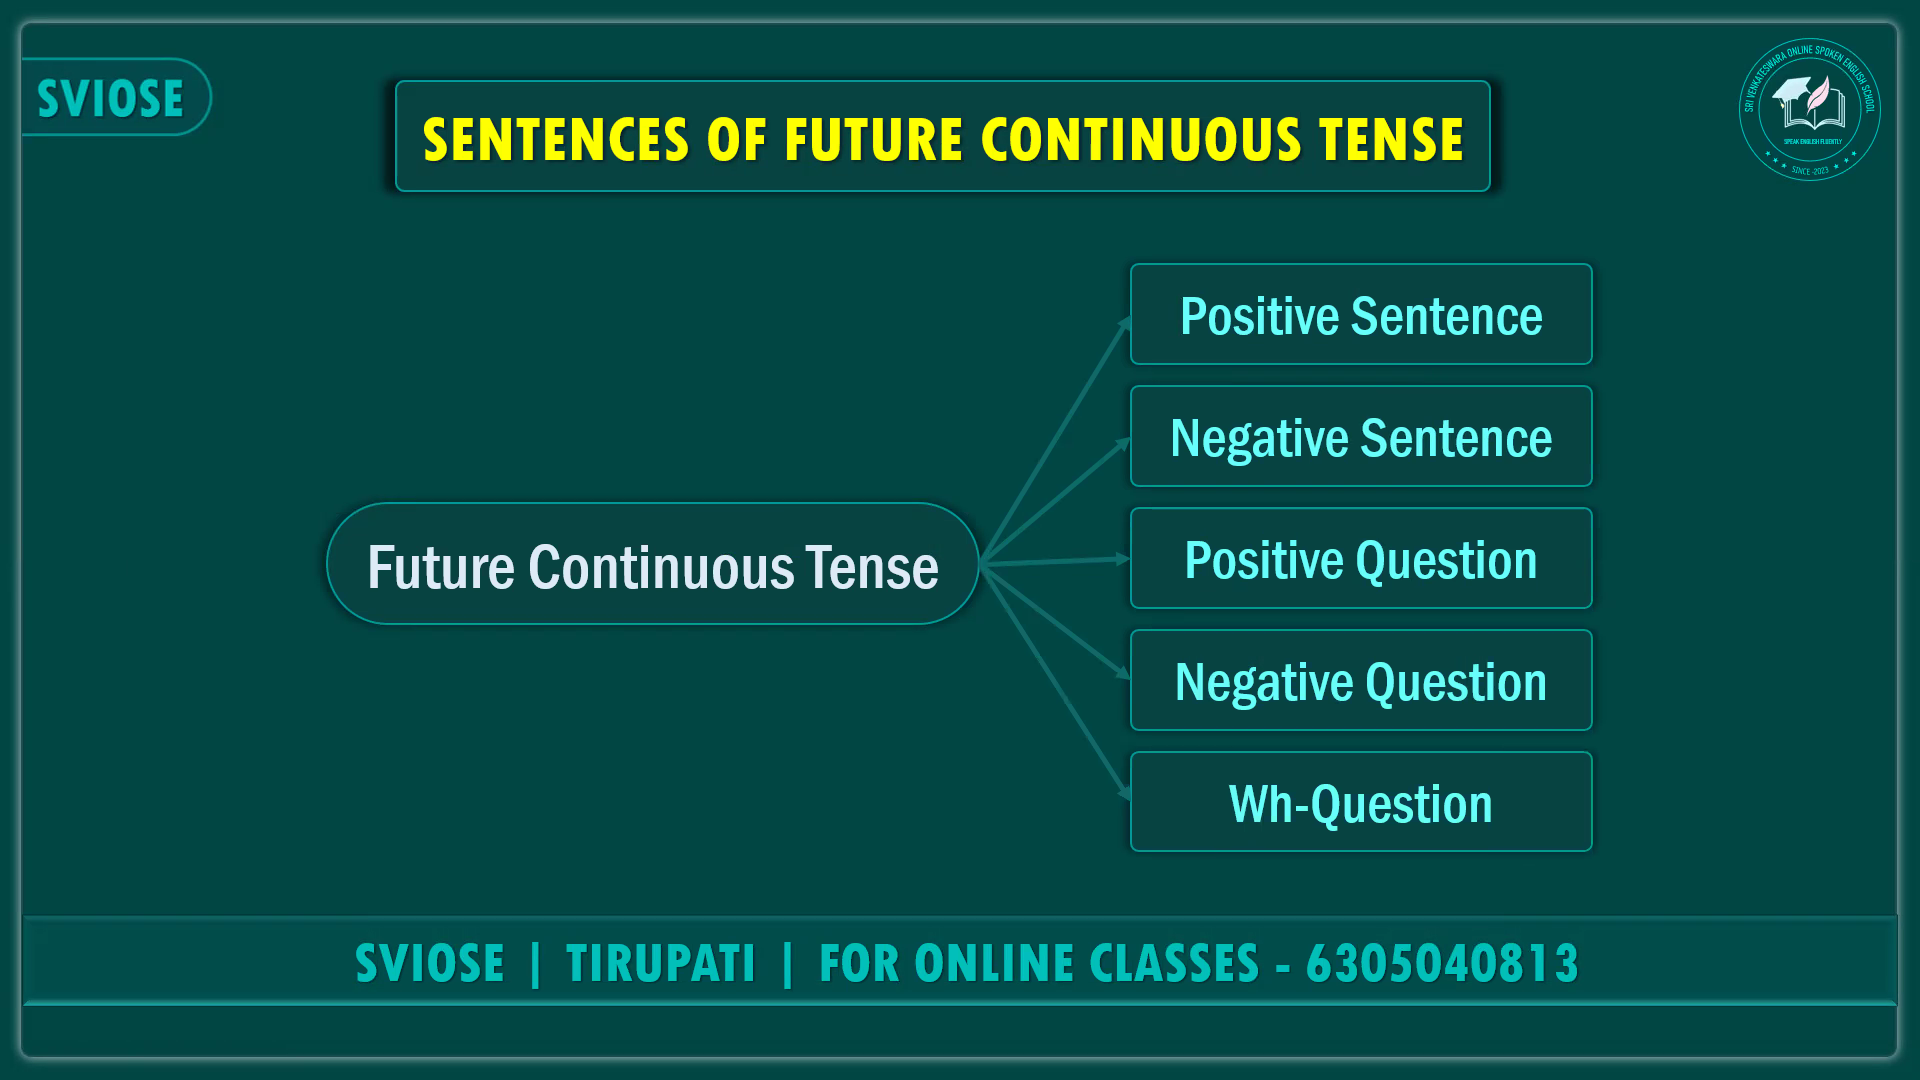 SVIOSE
SENTENCES OF FUTURE CONTINUOUS TENSE
SRI VENKATESWARA ONLINE SPOKEN ENGLISH SCHOOL
SPEAK ENGLISH FLUENTLY
SINCE -2023
Future Continuous Tense
Positive Sentence
Negative Sentence
Positive Question
Negative Question
Wh-Question
SVIOSE | TIRUPATI | FOR ONLINE CLASSES - 6305040813